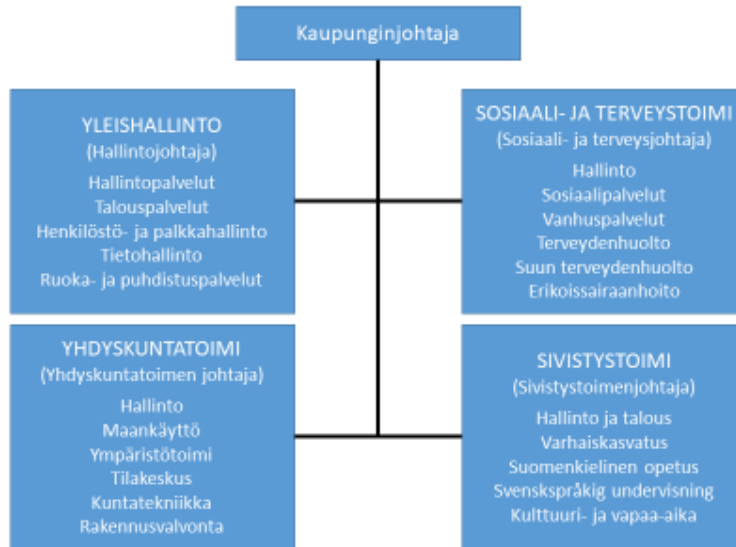 Kaupunginjohtaja
YLEISHALLINTO
(Hallintojohtaja)
Hallintopalvelut
Talouspalvelut
Henkilöstö- ja palkkahallinto
Tietohallinto
Ruoka- ja puhdistuspalvelut
SOSIAALI- JA TERVEYSTOIMI
(Sosiaali- ja terveysjohtaja)
Hallinto
Sosiaalipalvelut
Vanhuspalvelut
Terveydenhuolto
Suun terveydenhuolto
Erikoissairaanhoito
YHDYSKUNTATOIMI
(Yhdyskuntatoimen johtaja)
Hallinto
Maankäyttö
Ympäristötoimi
Tilakeskus
Kuntatekniikka
Rakennusvalvonta
SIVISTYSTOIMI
(Sivistystoimenjohtaja)
Hallinto ja talous
Varhaiskasvatus
Suomenkielinen opetus
Svenskspråkig undervisning
Kulttuuri- ja vapaa-aika